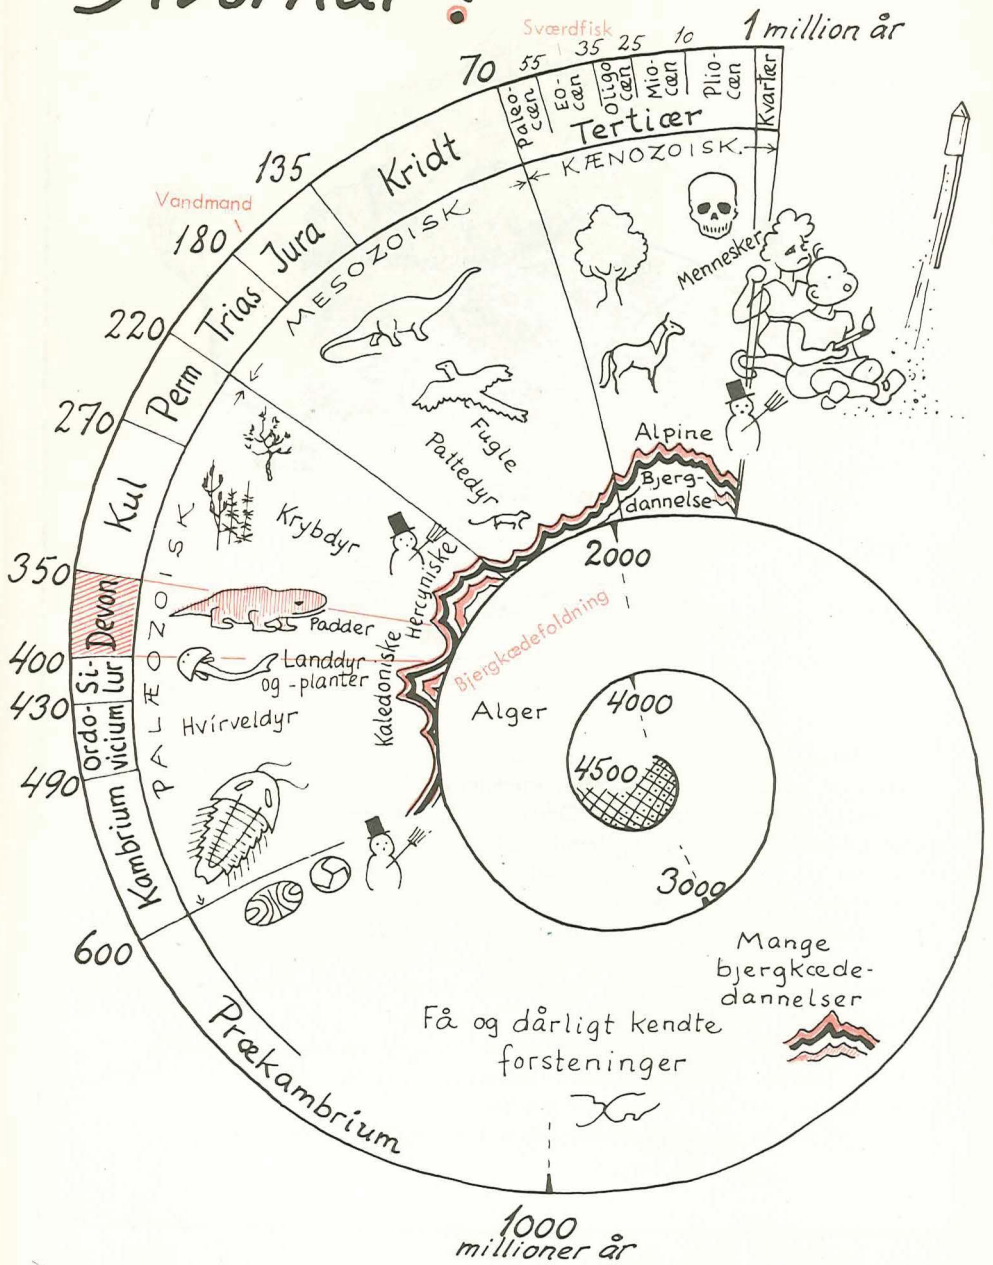 Sværdfisk
1 million år
70
55
35
25
10
Paleo-
cæn
Eo-
cæn
Oligo
cæn
Mio-
cæn
Plio-
cæn
Kvartær
Tertiær
KÆNOZOISK.
135
Kridt
Vandmand
180
Jura
MESOZOISK
220
Trias
Mennesker
270
Perm
Fugle
Pattedyr
Alpine
Bjerg-
dannelse
Kul
Krybdyr
Hercyniske
2000
350
Devon
PALÆOZOISK
Padder
Bjergkædefoldning
400
Si-
lur
Landdyr
og -planter
Kaledoniske
430
Ordo-
vicium
Hvirveldyr
Alger
4000
490
4500
Kambrium
3000
600
Mange
bjergkæde-
dannelser
Prækambrium
Få og dårligt kendte
forsteninger
1000
millioner år